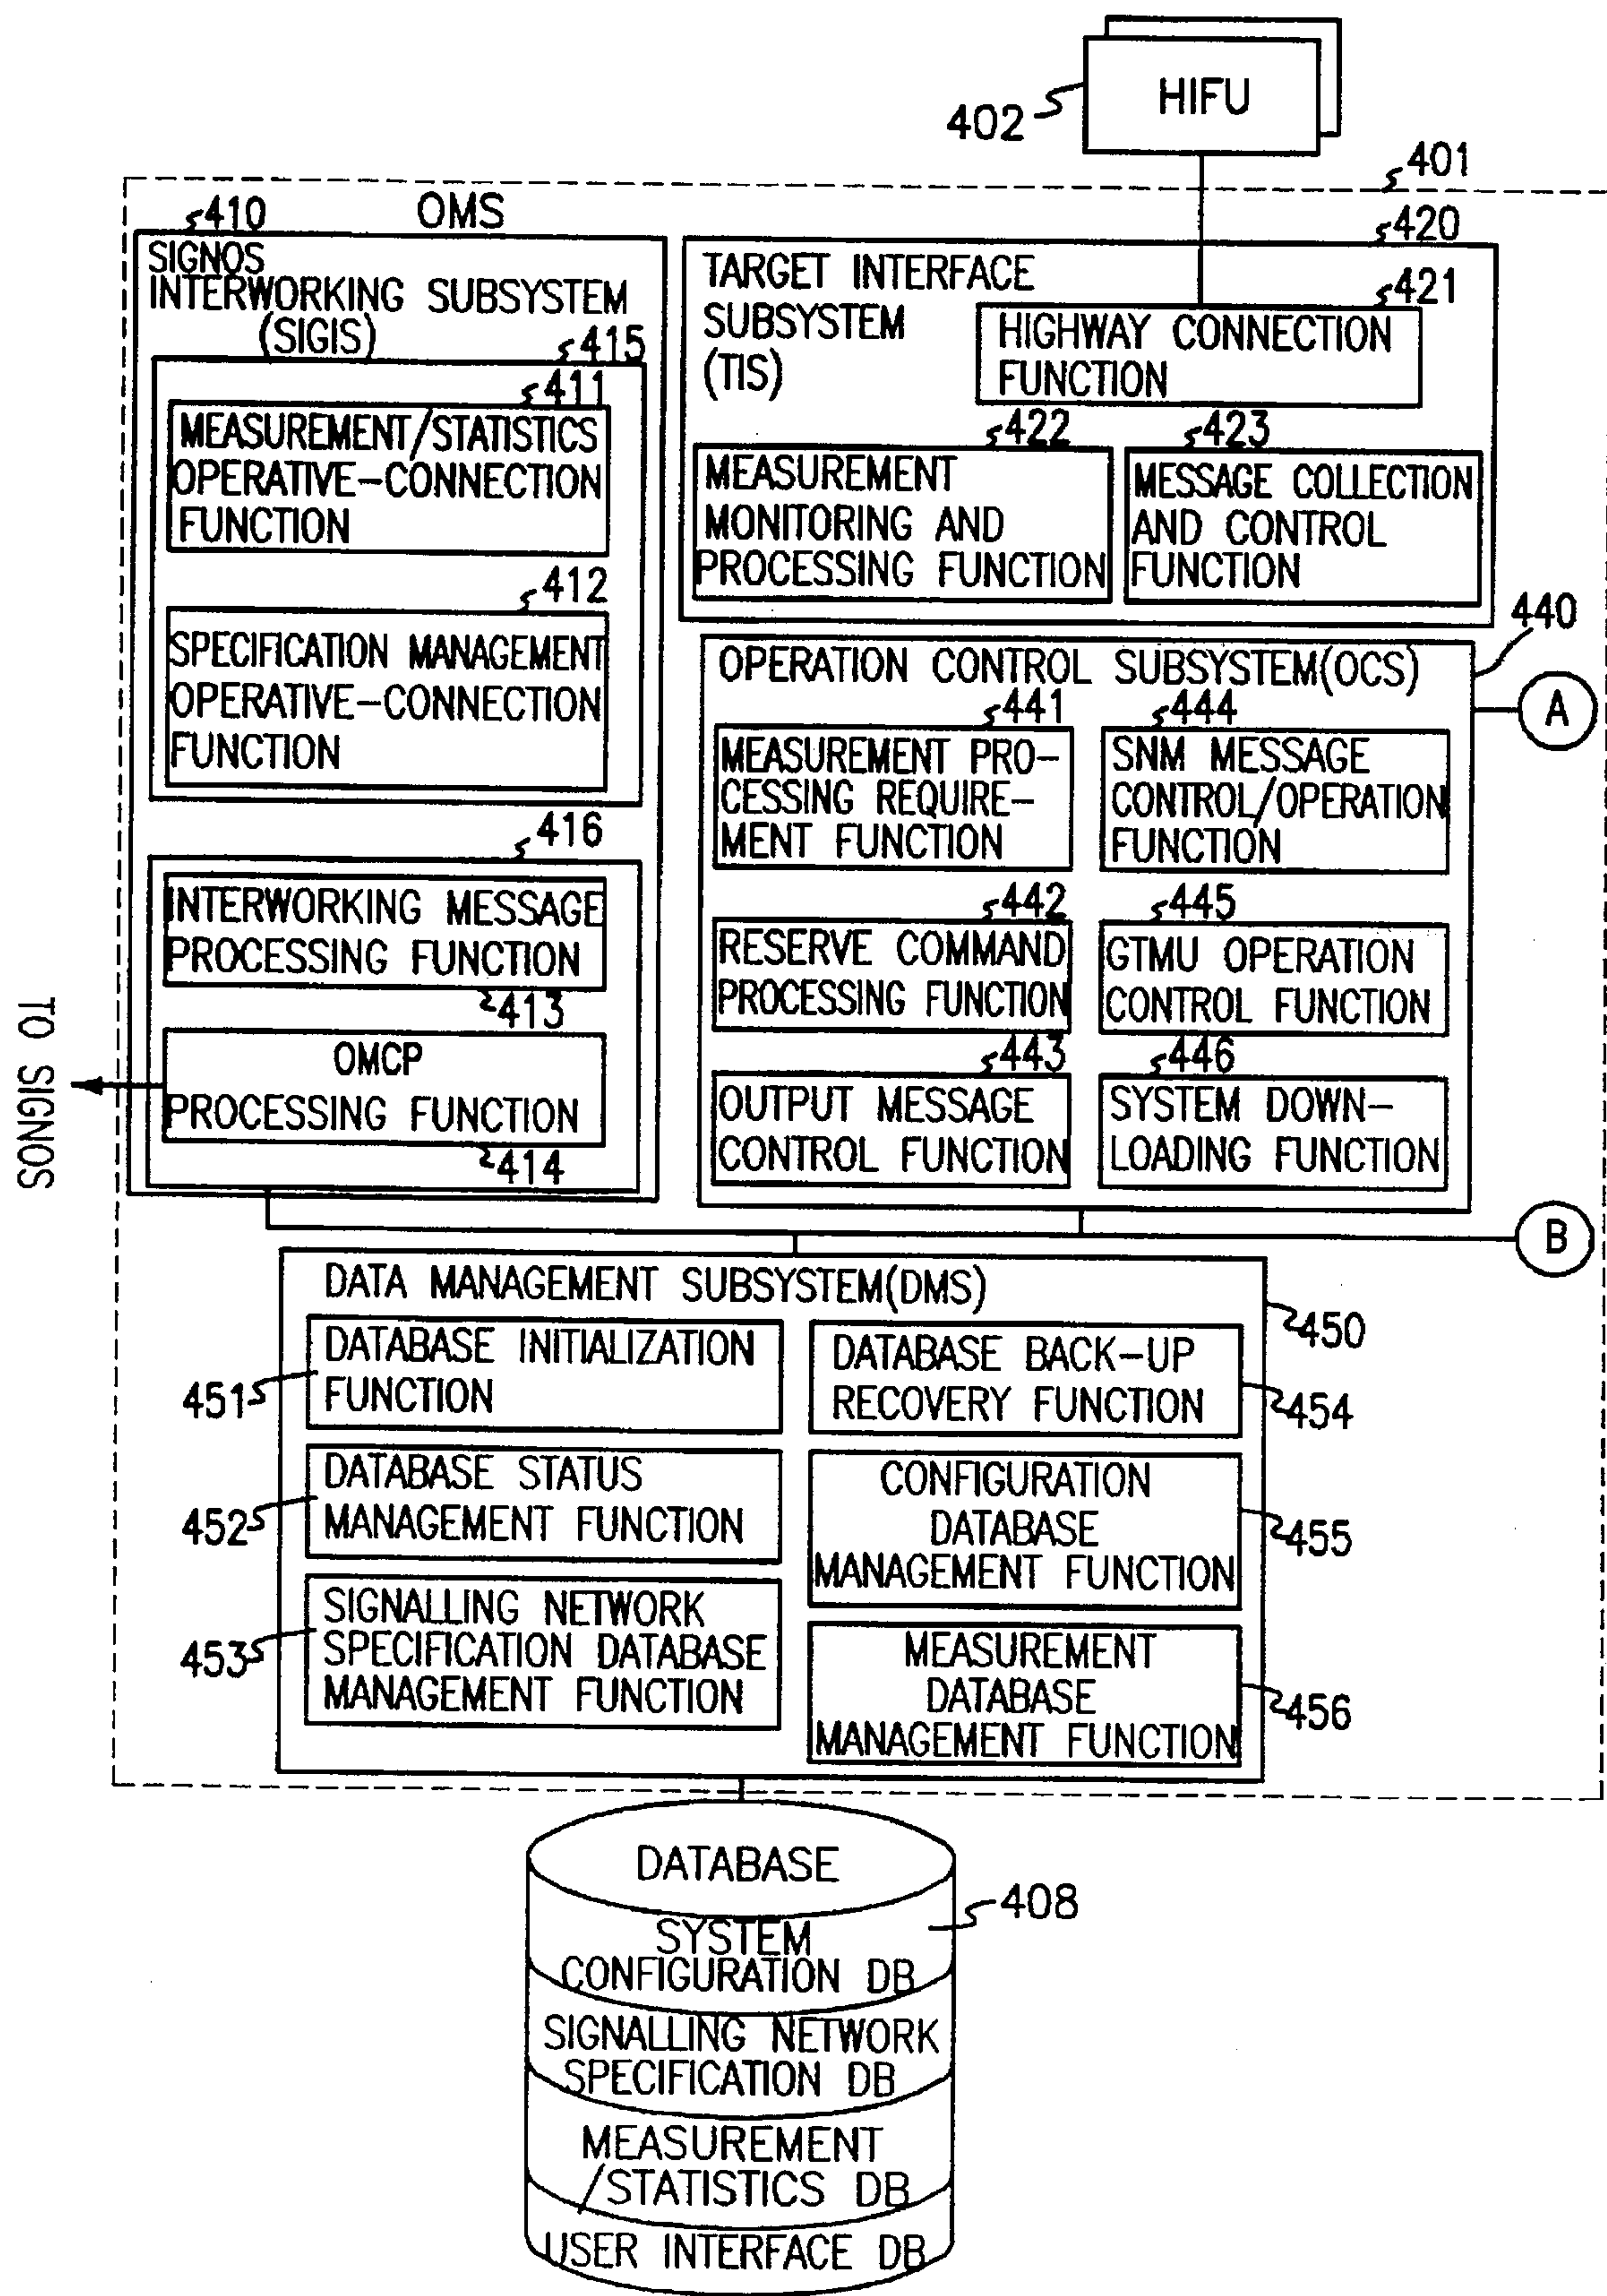 HIFU
402
401
OMS
410
SIGNOS
INTERWORKING SUBSYSTEM
(SIGIS)
415
411
MEASUREMENT/STATISTICS
OPERATIVE-CONNECTION
FUNCTION
412
SPECIFICATION MANAGEMENT
OPERATIVE-CONNECTION
FUNCTION
416
INTERWORKING MESSAGE
PROCESSING FUNCTION
413
OMCP
PROCESSING FUNCTION
414
TO SIGNOS
420
TARGET INTERFACE
SUBSYSTEM
(TIS)
421
HIGHWAY CONNECTION
FUNCTION
422
MEASUREMENT
MONITORING AND
PROCESSING FUNCTION
423
MESSAGE COLLECTION
AND CONTROL
FUNCTION
440
OPERATION CONTROL SUBSYSTEM(OCS)
A
441
MEASUREMENT PRO-
CESSING REQUIRE-
MENT FUNCTION
444
SNM MESSAGE
CONTROL/OPERATION
FUNCTION
442
RESERVE COMMAND
PROCESSING FUNCTION
445
GTMU OPERATION
CONTROL FUNCTION
443
OUTPUT MESSAGE
CONTROL FUNCTION
446
SYSTEM DOWN-
LOADING FUNCTION
B
DATA MANAGEMENT SUBSYSTEM(DMS)
450
DATABASE INITIALIZATION
FUNCTION
451
DATABASE BACK-UP
RECOVERY FUNCTION
454
DATABASE STATUS
MANAGEMENT FUNCTION
452
CONFIGURATION
DATABASE
MANAGEMENT FUNCTION
455
SIGNALLING NETWORK
SPECIFICATION DATABASE
MANAGEMENT FUNCTION
453
MEASUREMENT
DATABASE
MANAGEMENT FUNCTION
456
DATABASE
408
SYSTEM
CONFIGURATION DB
SIGNALLING NETWORK
SPECIFICATION DB
MEASUREMENT
/STATISTICS DB
USER INTERFACE DB